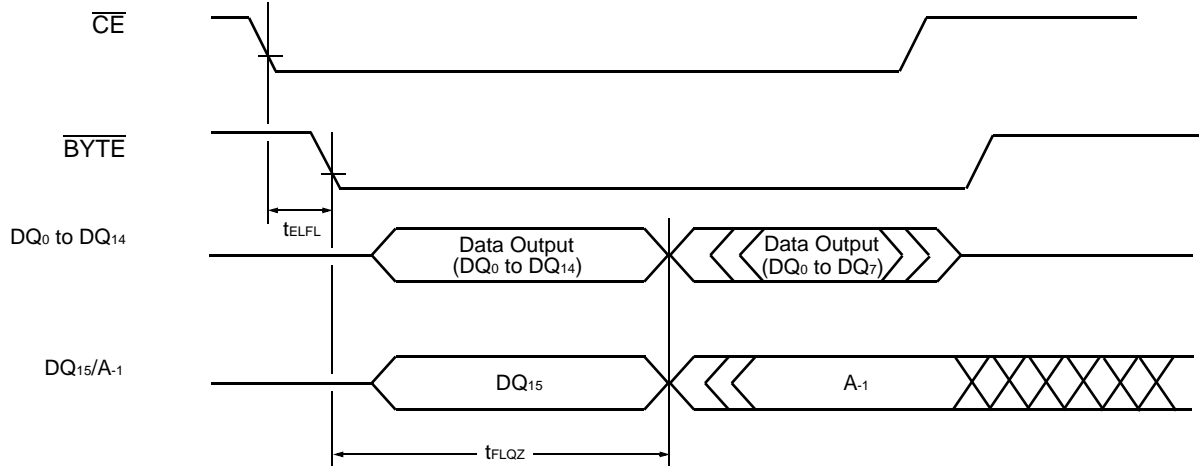 CE
BYTE
tELFL
DQ0 to DQ14
Data Output
(DQ0 to DQ14)
Data Output
(DQ0 to DQ7)
DQ15/A-1
DQ15
A-1
tFLQZ